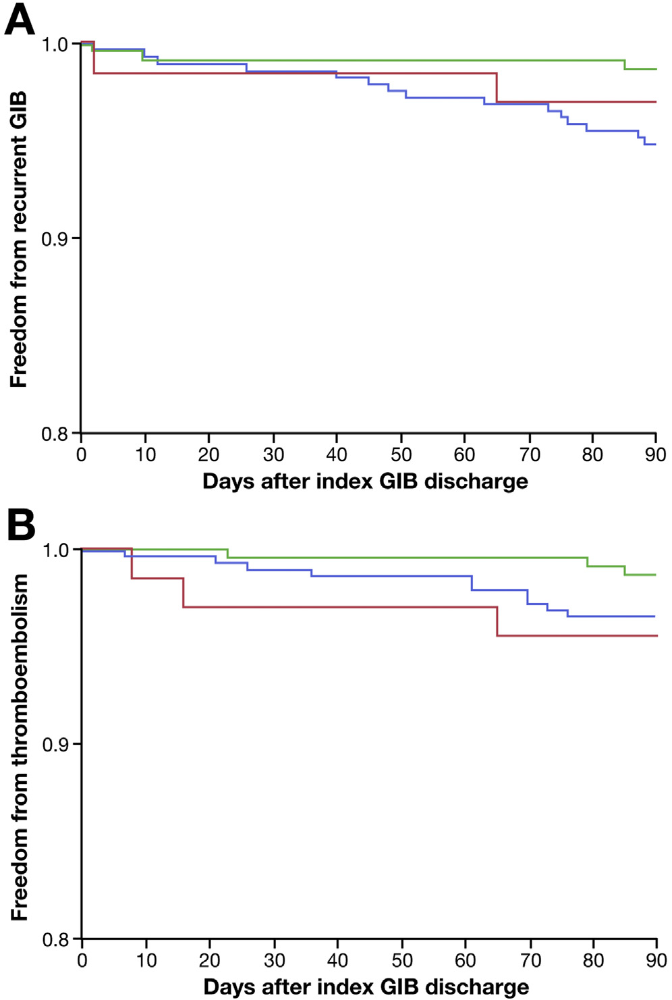 A
Freedom from recurrent GIB
1.0
0.9
0.8
0 10 20 30 40 50 60 70 80 90
Days after index GIB discharge
B
Freedom from thromboembolism
1.0
0.9
0.8
0 10 20 30 40 50 60 70 80 90
Days after index GIB discharge